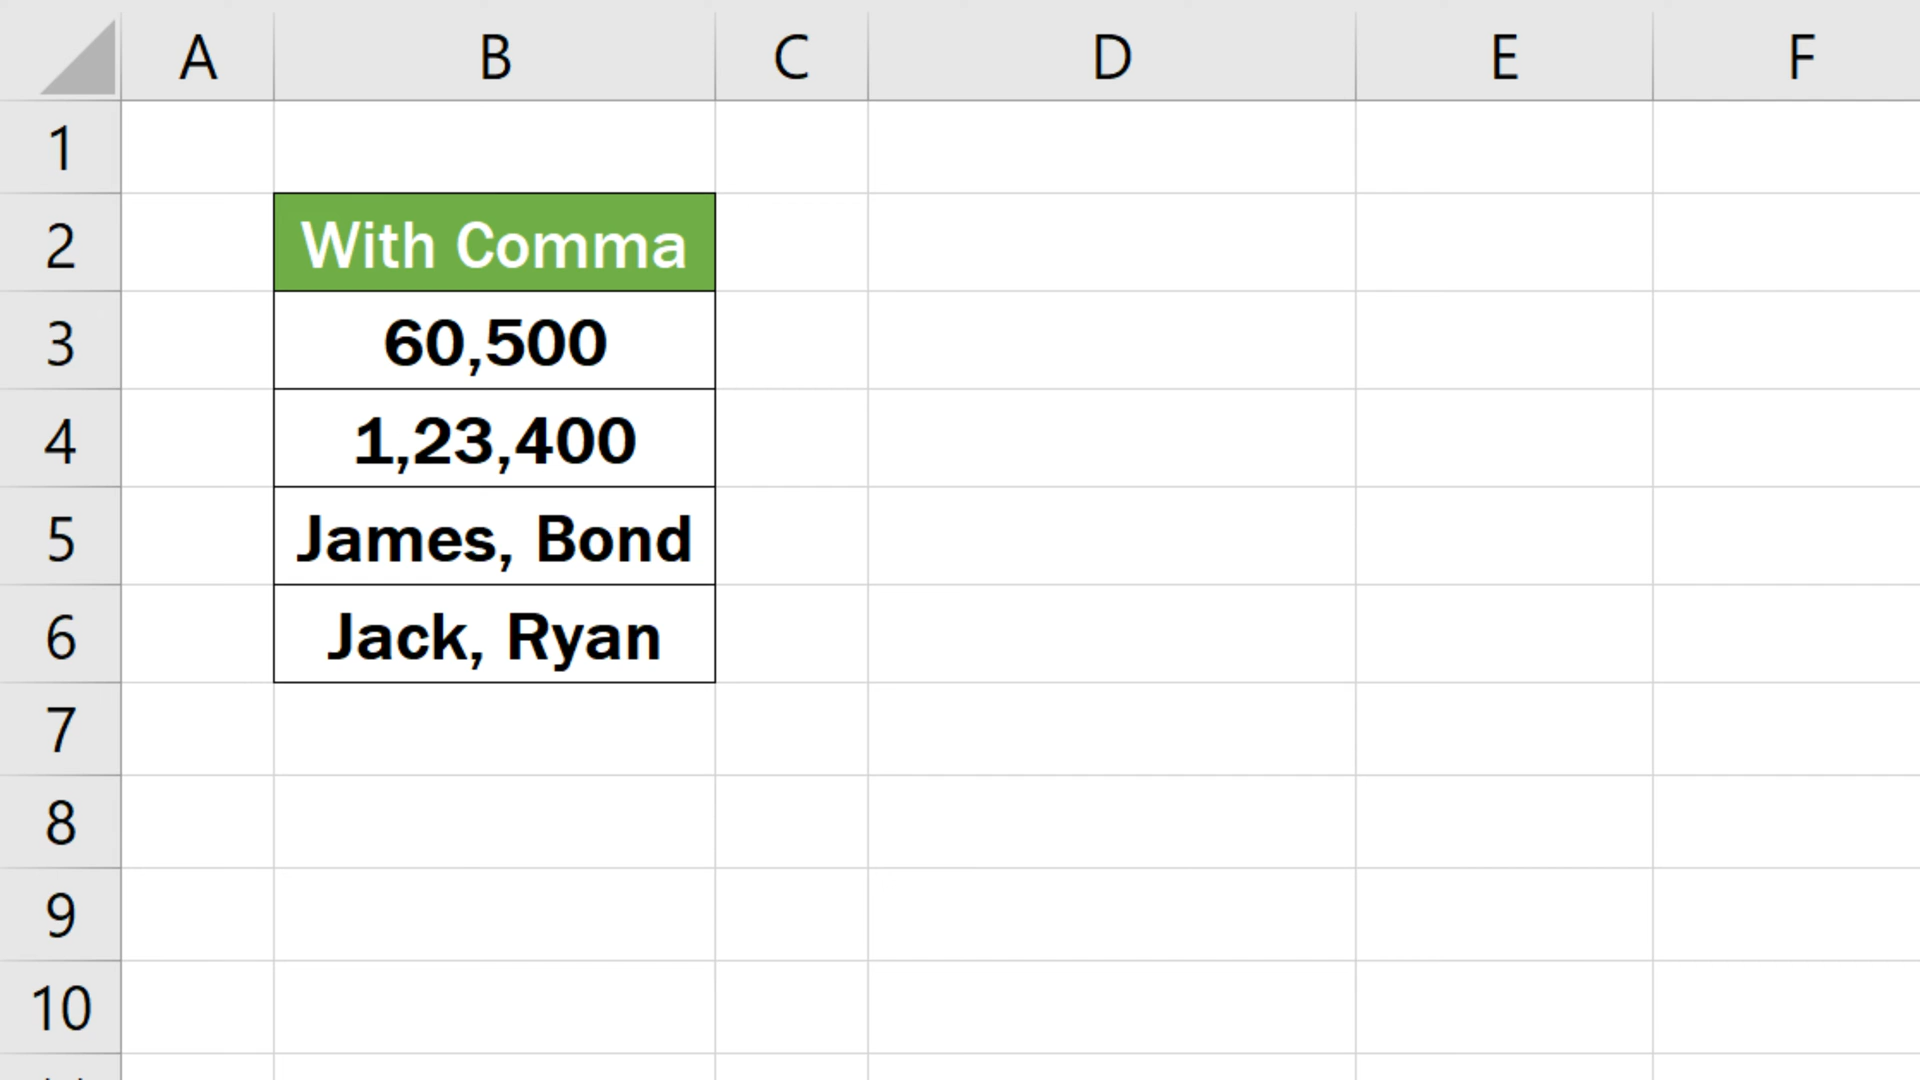 A B C D E F
1
2 With Comma
3 60,500
4 1,23,400
5 James, Bond
6 Jack, Ryan
7
8
9
10